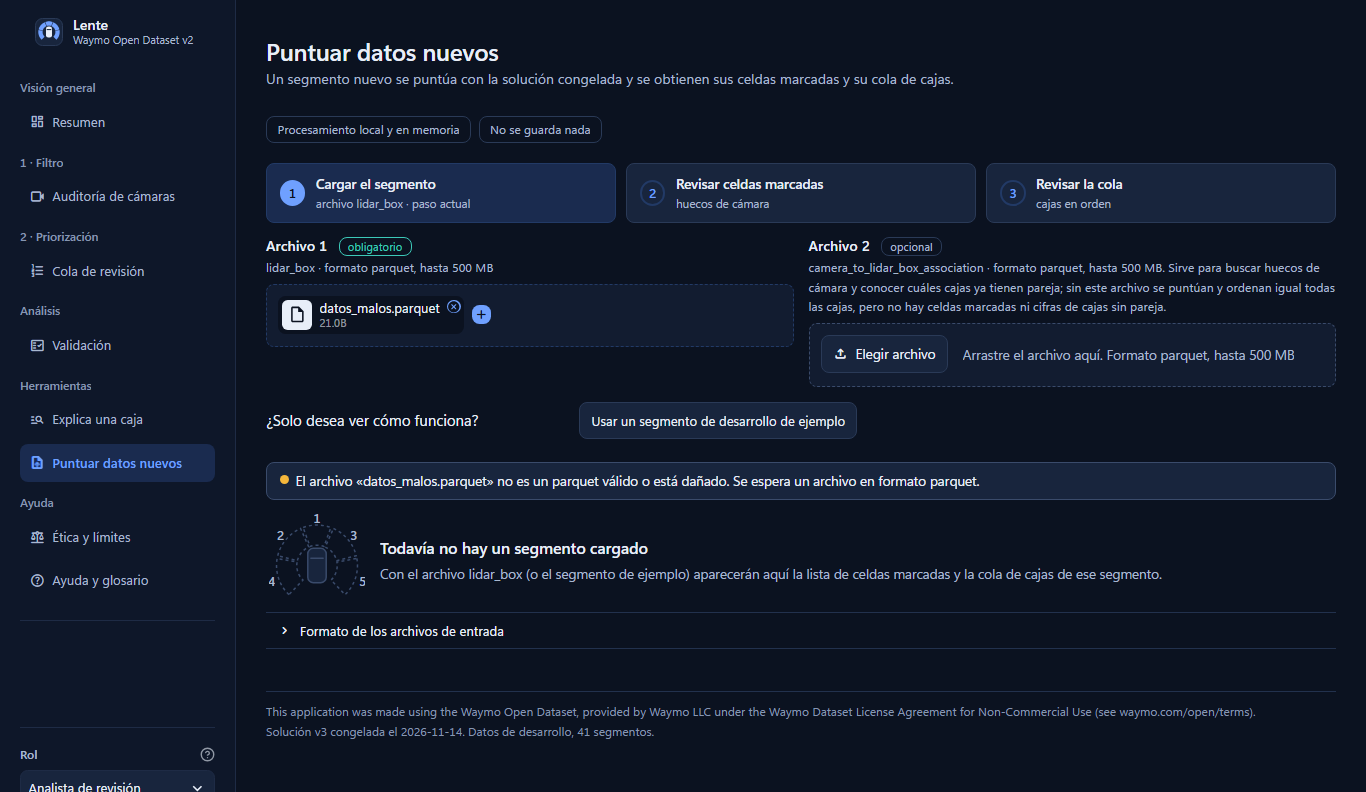 Lente
Waymo Open Dataset v2
Visión general
Resumen
1 · Filtro
Auditoría de cámaras
2 · Priorización
Cola de revisión
Análisis
Validación
Herramientas
Explica una caja
Puntuar datos nuevos
Ayuda
Ética y límites
Ayuda y glosario
Rol
Analista de revisión
Puntuar datos nuevos
Un segmento nuevo se puntúa con la solución congelada y se obtienen sus celdas marcadas y su cola de cajas.
Procesamiento local y en memoria
No se guarda nada
1
Cargar el segmento
archivo lidar_box · paso actual
2
Revisar celdas marcadas
huecos de cámara
3
Revisar la cola
cajas en orden
Archivo 1 obligatorio
lidar_box · formato parquet, hasta 500 MB
datos_malos.parquet
21.0B
Archivo 2 opcional
camera_to_lidar_box_association · formato parquet, hasta 500 MB. Sirve para buscar huecos de
cámara y conocer cuáles cajas ya tienen pareja; sin este archivo se puntúan y ordenan igual todas
las cajas, pero no hay celdas marcadas ni cifras de cajas sin pareja.
Elegir archivo
Arrastre el archivo aquí. Formato parquet, hasta 500 MB
¿Solo desea ver cómo funciona?
Usar un segmento de desarrollo de ejemplo
El archivo «datos_malos.parquet» no es un parquet válido o está dañado. Se espera un archivo en formato parquet.
1
2
3
4
5
Todavía no hay un segmento cargado
Con el archivo lidar_box (o el segmento de ejemplo) aparecerán aquí la lista de celdas marcadas y la cola de cajas de ese segmento.
Formato de los archivos de entrada
This application was made using the Waymo Open Dataset, provided by Waymo LLC under the Waymo Dataset License Agreement for Non-Commercial Use (see waymo.com/open/terms).
Solución v3 congelada el 2026-11-14. Datos de desarrollo, 41 segmentos.